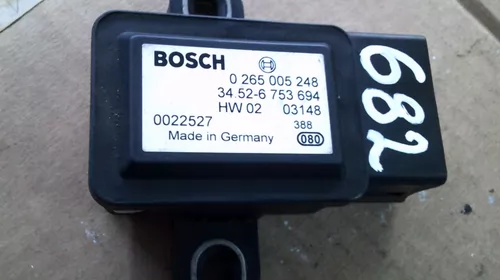 BOSCH
0 265 005 248
34.52-6 753 694
HW 02 03148
0022527 388
Made in Germany 080
682